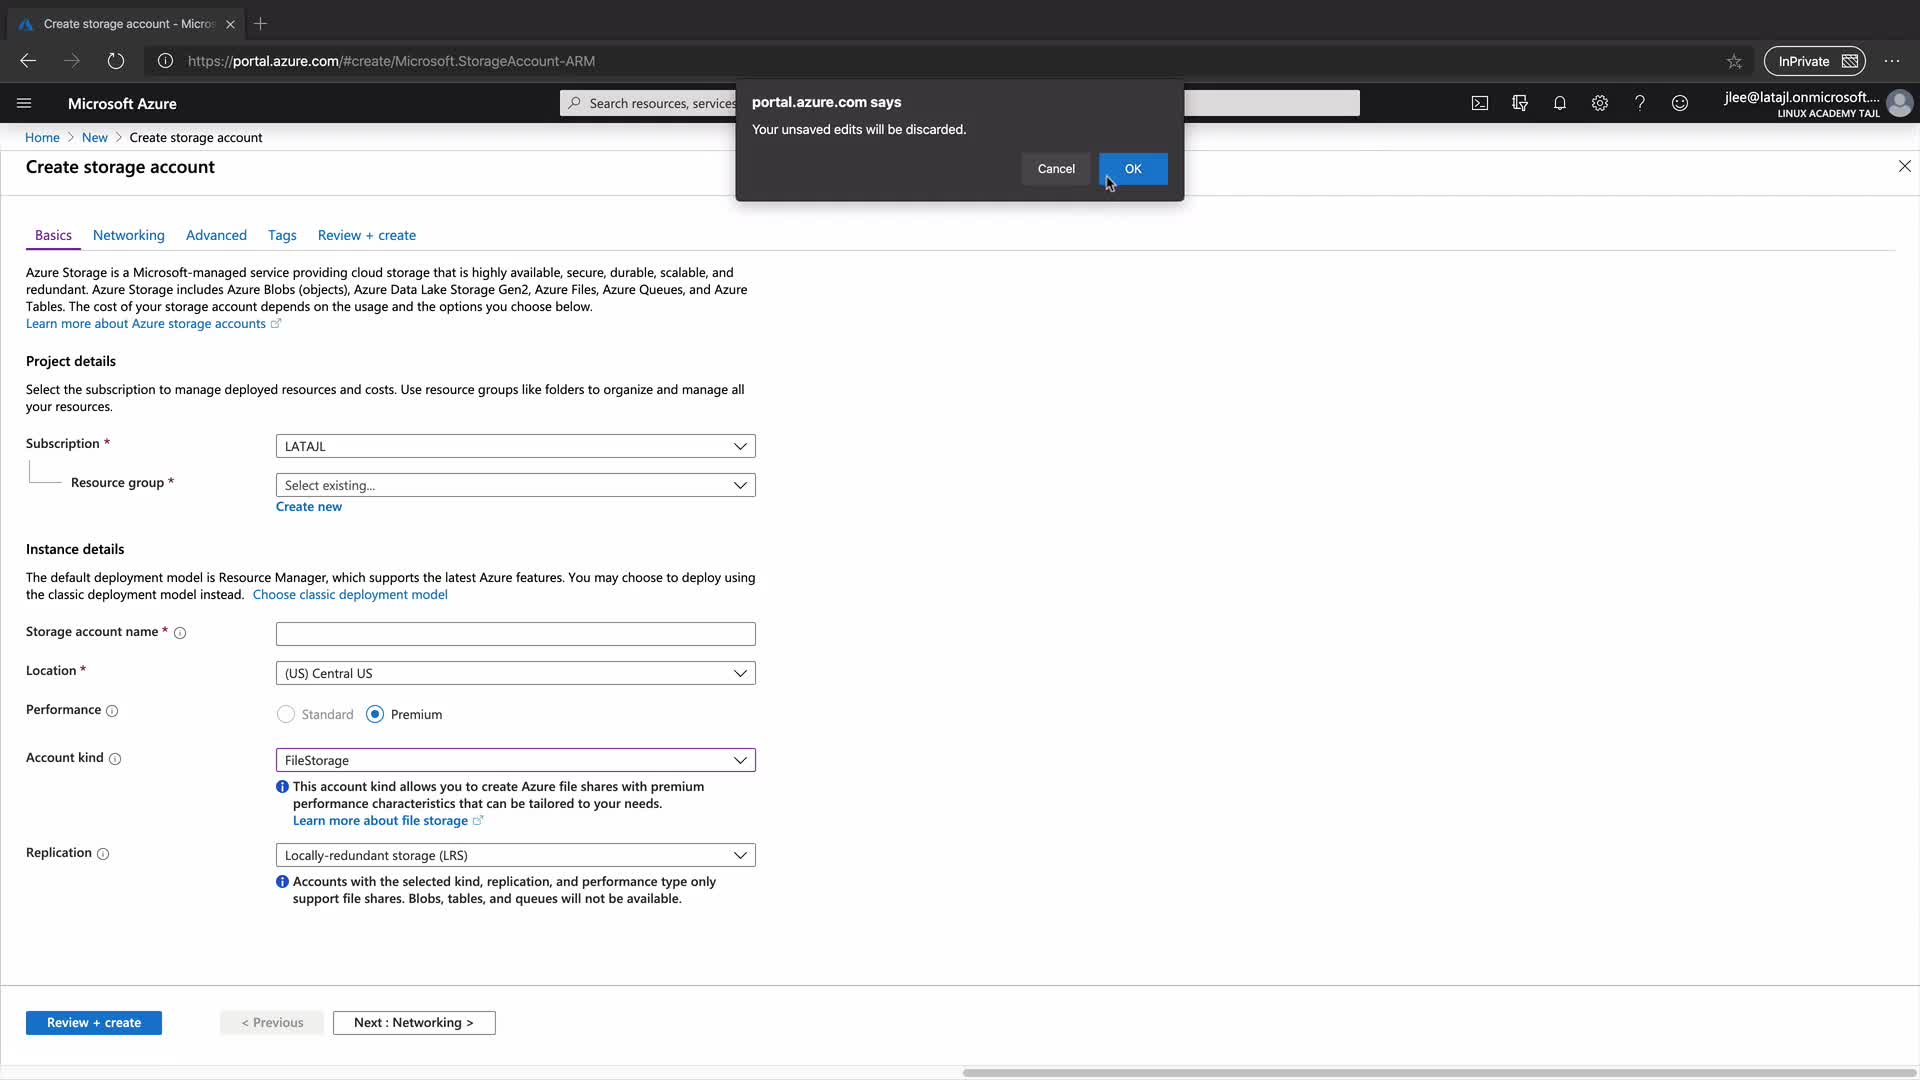 Create storage account - Micros
https://portal.azure.com/#create/Microsoft.StorageAccount-ARM
InPrivate
Microsoft Azure
Search resources, services
jlee@latajl.onmicrosoft....
LINUX ACADEMY TAJL
portal.azure.com says
Your unsaved edits will be discarded.
Cancel
OK
Home > New > Create storage account
Create storage account
Basics
Networking
Advanced
Tags
Review + create
Azure Storage is a Microsoft-managed service providing cloud storage that is highly available, secure, durable, scalable, and
redundant. Azure Storage includes Azure Blobs (objects), Azure Data Lake Storage Gen2, Azure Files, Azure Queues, and Azure
Tables. The cost of your storage account depends on the usage and the options you choose below.
Learn more about Azure storage accounts
Project details
Select the subscription to manage deployed resources and costs. Use resource groups like folders to organize and manage all
your resources.
Subscription *
LATAJL
Resource group *
Select existing...
Create new
Instance details
The default deployment model is Resource Manager, which supports the latest Azure features. You may choose to deploy using
the classic deployment model instead. Choose classic deployment model
Storage account name *
Location *
(US) Central US
Performance
Standard
Premium
Account kind
FileStorage
This account kind allows you to create Azure file shares with premium
performance characteristics that can be tailored to your needs.
Learn more about file storage
Replication
Locally-redundant storage (LRS)
Accounts with the selected kind, replication, and performance type only
support file shares. Blobs, tables, and queues will not be available.
Review + create
< Previous
Next : Networking >